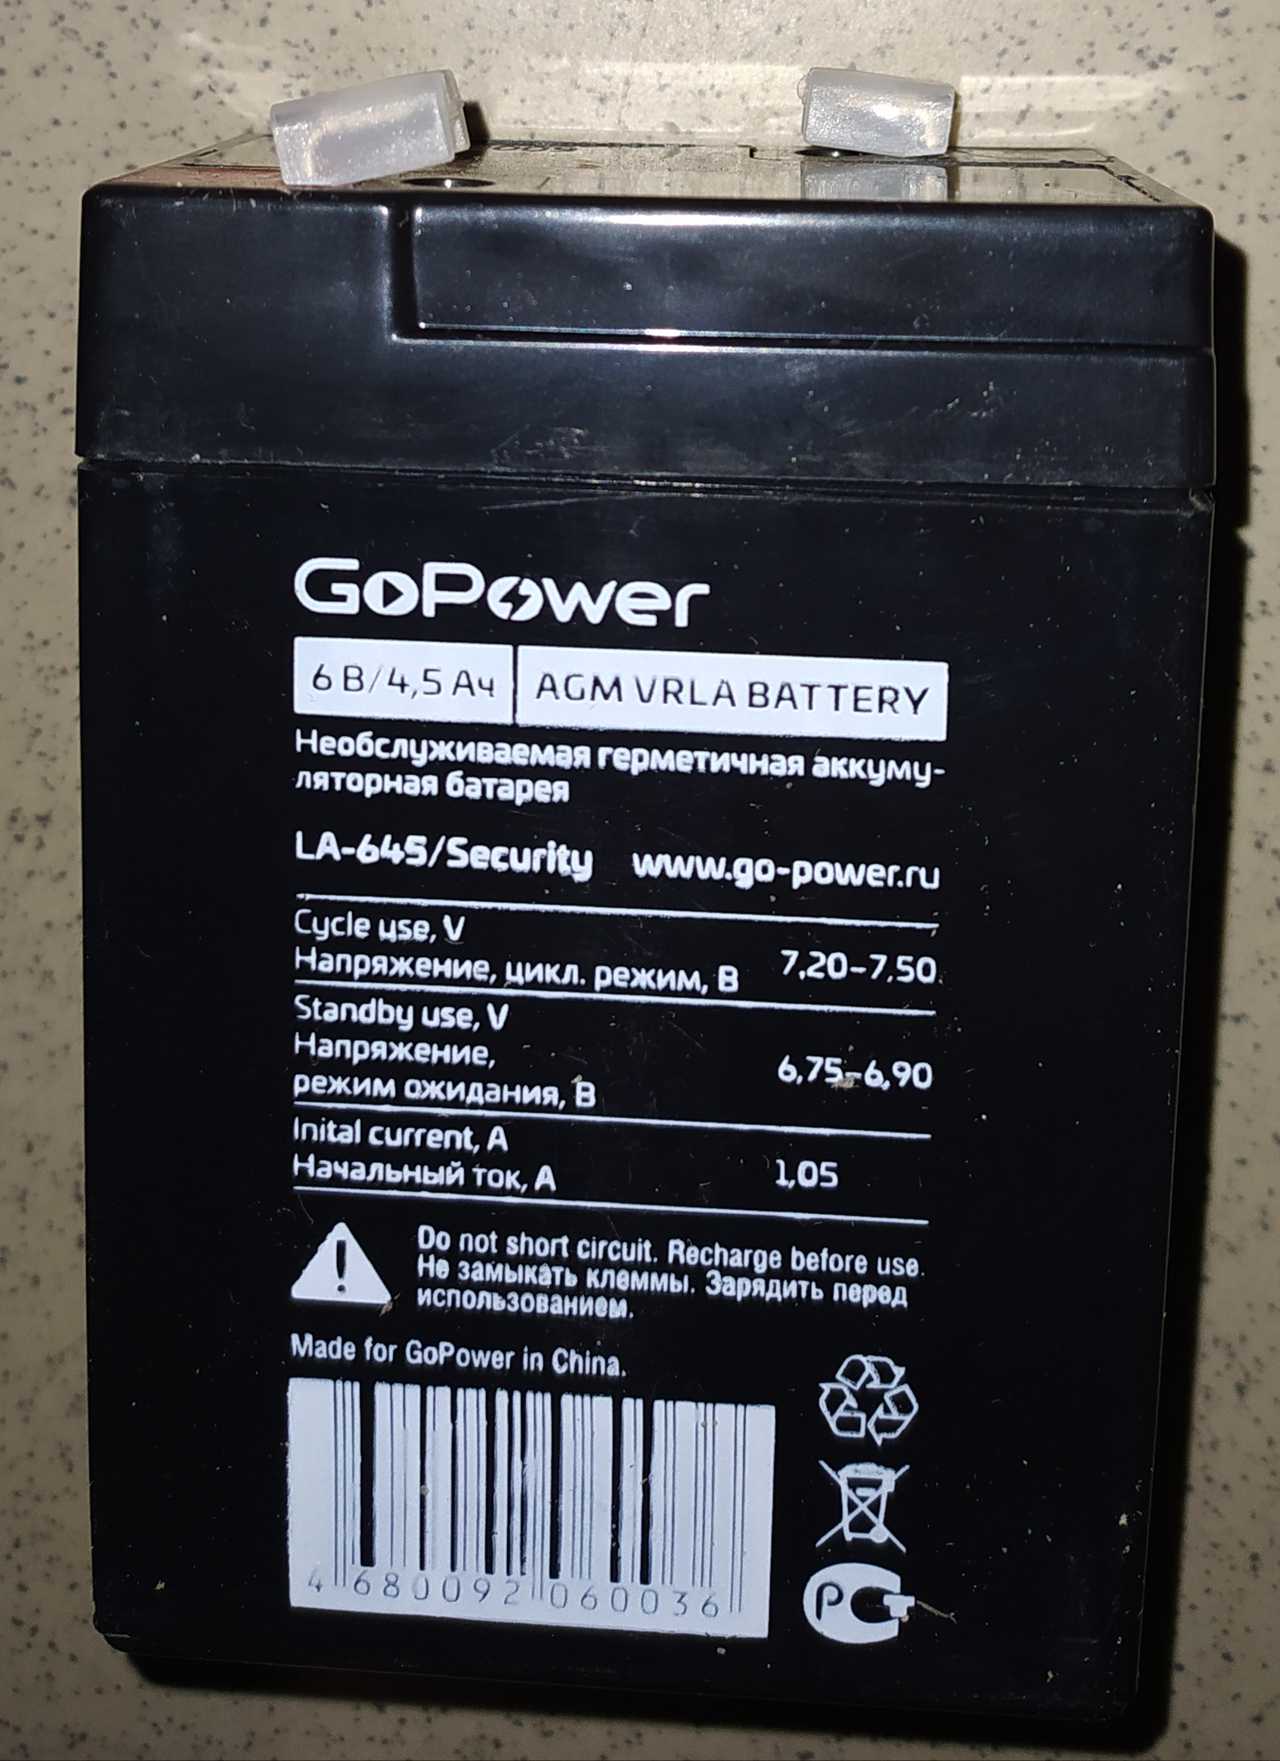 GoPower
6 В/4,5 Ач AGM VRLA BATTERY
Необслуживаемая герметичная аккуму-
ляторная батарея
LA-645/Security www.go-power.ru
Cycle use, V
Напряжение, цикл. режим, В 7,20-7,50
Standby use, V
Напряжение,
режим ожидания, В 6,75-6,90
Inital current, A
Начальный ток, А 1,05
Do not short circuit. Recharge before use.
Не замыкать клеммы. Зарядить перед
использованием.
Made for GoPower in China.
4 680092 060036
РСТ